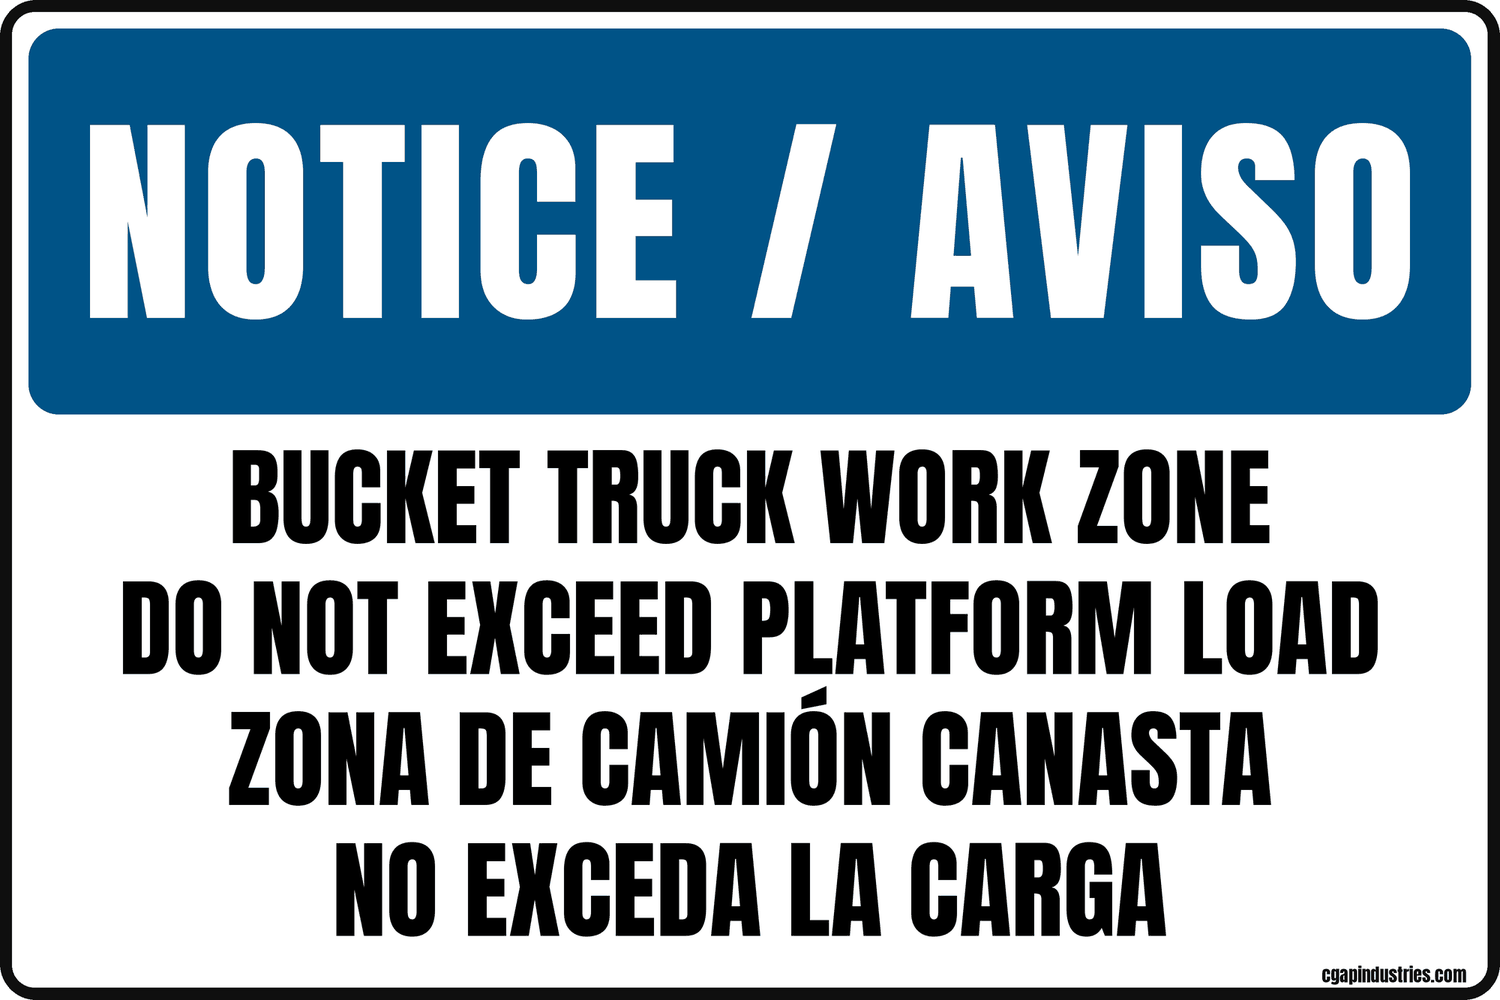 NOTICE / AVISO
BUCKET TRUCK WORK ZONE
DO NOT EXCEED PLATFORM LOAD
ZONA DE CAMIÓN CANASTA
NO EXCEDA LA CARGA
cgapindustries.com